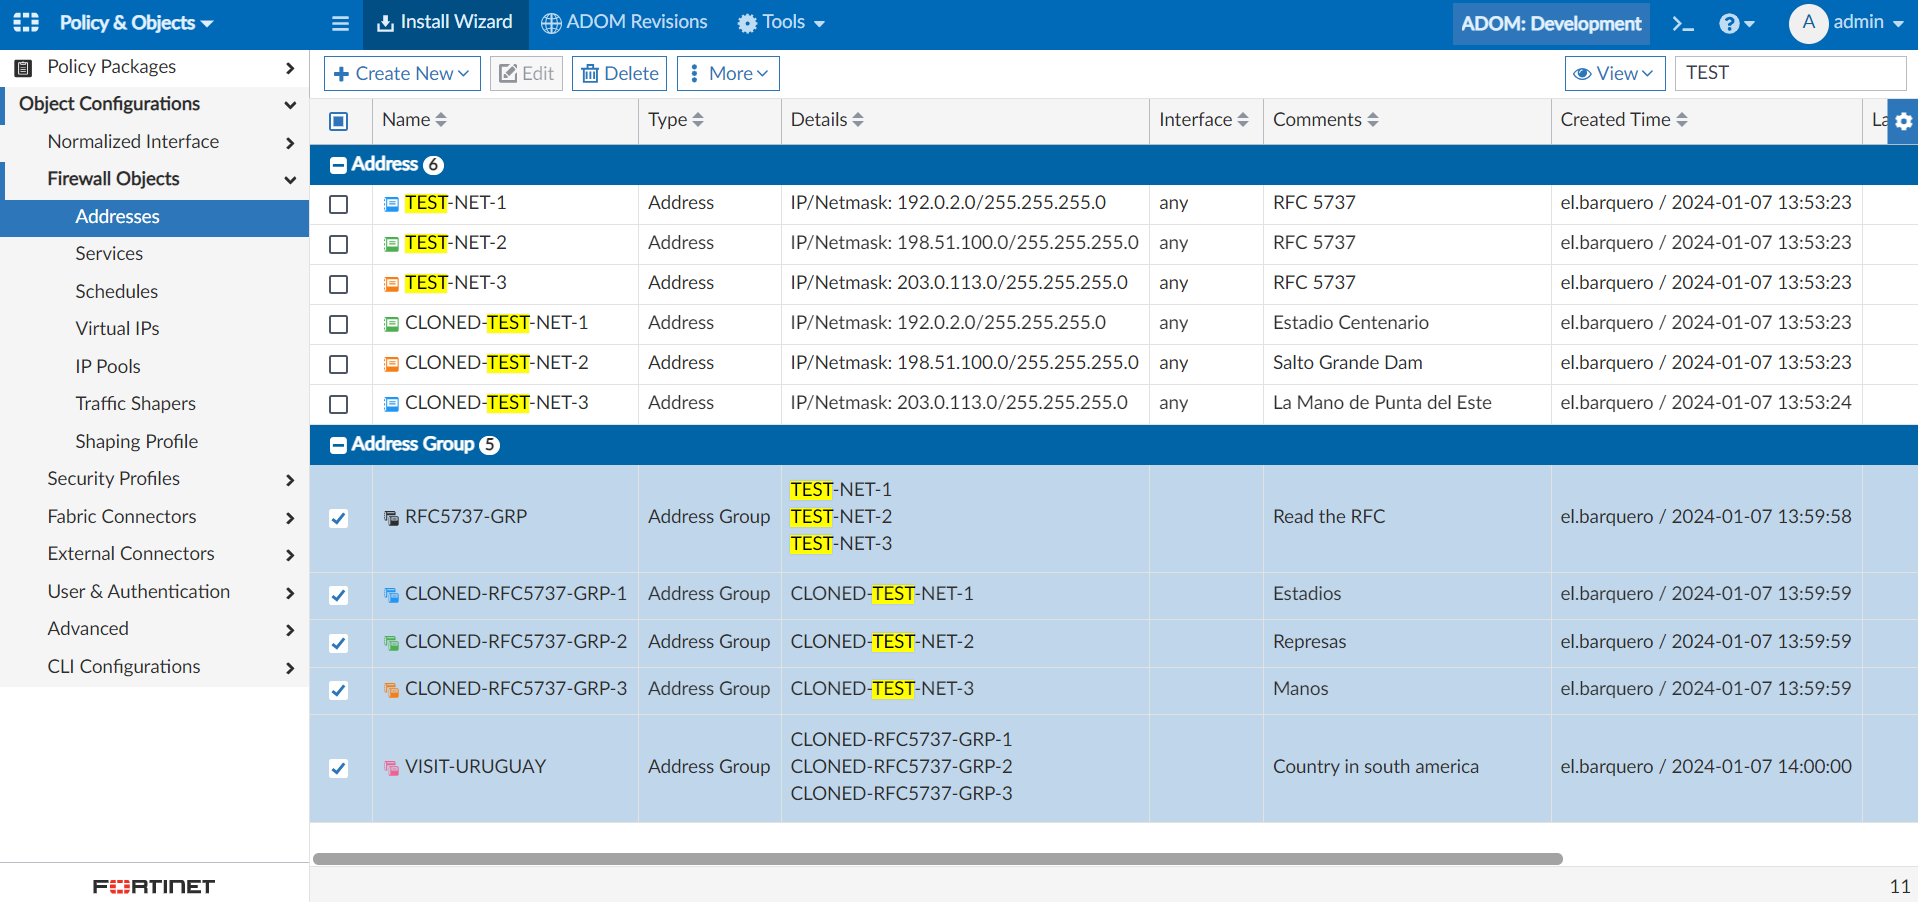 Policy & Objects
Install Wizard
ADOM Revisions
Tools
ADOM: Development
A
admin
Policy Packages
Object Configurations
Normalized Interface
Firewall Objects
Addresses
Services
Schedules
Virtual IPs
IP Pools
Traffic Shapers
Shaping Profile
Security Profiles
Fabric Connectors
External Connectors
User & Authentication
Advanced
CLI Configurations
FORTINET
Create New
Edit
Delete
More
View
TEST
Name Type Details Interface Comments Created Time La
Address 6
TEST-NET-1 Address IP/Netmask: 192.0.2.0/255.255.255.0 any RFC 5737 el.barquero / 2024-01-07 13:53:23
TEST-NET-2 Address IP/Netmask: 198.51.100.0/255.255.255.0 any RFC 5737 el.barquero / 2024-01-07 13:53:23
TEST-NET-3 Address IP/Netmask: 203.0.113.0/255.255.255.0 any RFC 5737 el.barquero / 2024-01-07 13:53:23
CLONED-TEST-NET-1 Address IP/Netmask: 192.0.2.0/255.255.255.0 any Estadio Centenario el.barquero / 2024-01-07 13:53:23
CLONED-TEST-NET-2 Address IP/Netmask: 198.51.100.0/255.255.255.0 any Salto Grande Dam el.barquero / 2024-01-07 13:53:23
CLONED-TEST-NET-3 Address IP/Netmask: 203.0.113.0/255.255.255.0 any La Mano de Punta del Este el.barquero / 2024-01-07 13:53:24
Address Group 5
TEST-NET-1
RFC5737-GRP Address Group TEST-NET-2 Read the RFC el.barquero / 2024-01-07 13:59:58
TEST-NET-3
CLONED-RFC5737-GRP-1 Address Group CLONED-TEST-NET-1 Estadios el.barquero / 2024-01-07 13:59:59
CLONED-RFC5737-GRP-2 Address Group CLONED-TEST-NET-2 Represas el.barquero / 2024-01-07 13:59:59
CLONED-RFC5737-GRP-3 Address Group CLONED-TEST-NET-3 Manos el.barquero / 2024-01-07 13:59:59
CLONED-RFC5737-GRP-1
VISIT-URUGUAY Address Group CLONED-RFC5737-GRP-2 Country in south america el.barquero / 2024-01-07 14:00:00
CLONED-RFC5737-GRP-3
11